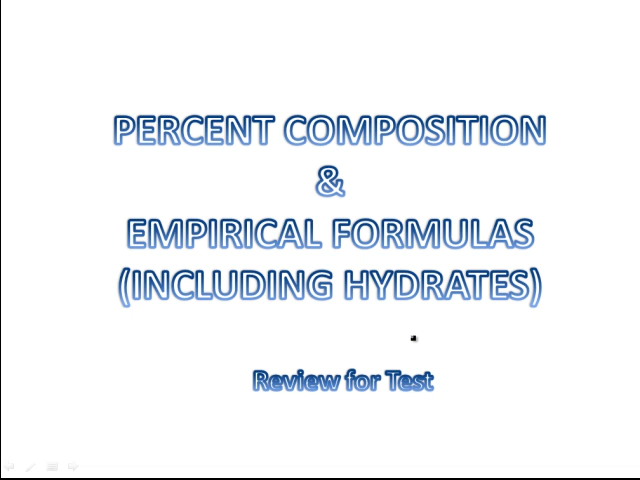 PERCENT COMPOSITION
&
EMPIRICAL FORMULAS
(INCLUDING HYDRATES)
Review for Test